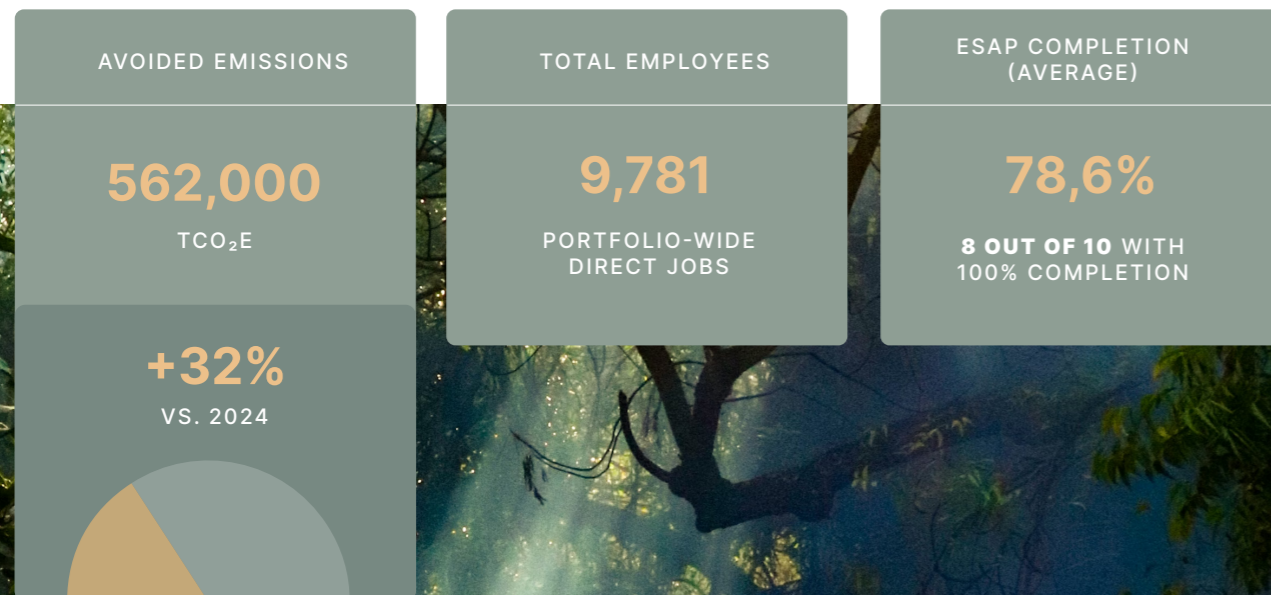 AVOIDED EMISSIONS
562,000
TCO₂E
+32%
VS. 2024
TOTAL EMPLOYEES
9,781
PORTFOLIO-WIDE
DIRECT JOBS
ESAP COMPLETION
(AVERAGE)
78,6%
8 OUT OF 10 WITH
100% COMPLETION